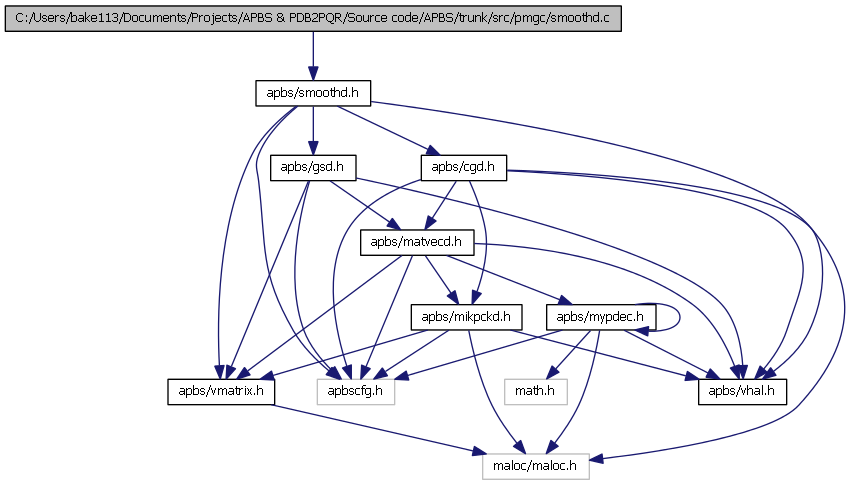 C:/Users/bake113/Documents/Projects/APBS & PDB2PQR/Source code/APBS/trunk/src/pmgc/smoothd.c
apbs/smoothd.h
apbs/gsd.h
apbs/cgd.h
apbs/matvecd.h
apbs/mikpckd.h
apbs/mypdec.h
apbs/vmatrix.h
apbscfg.h
math.h
apbs/vhal.h
maloc/maloc.h